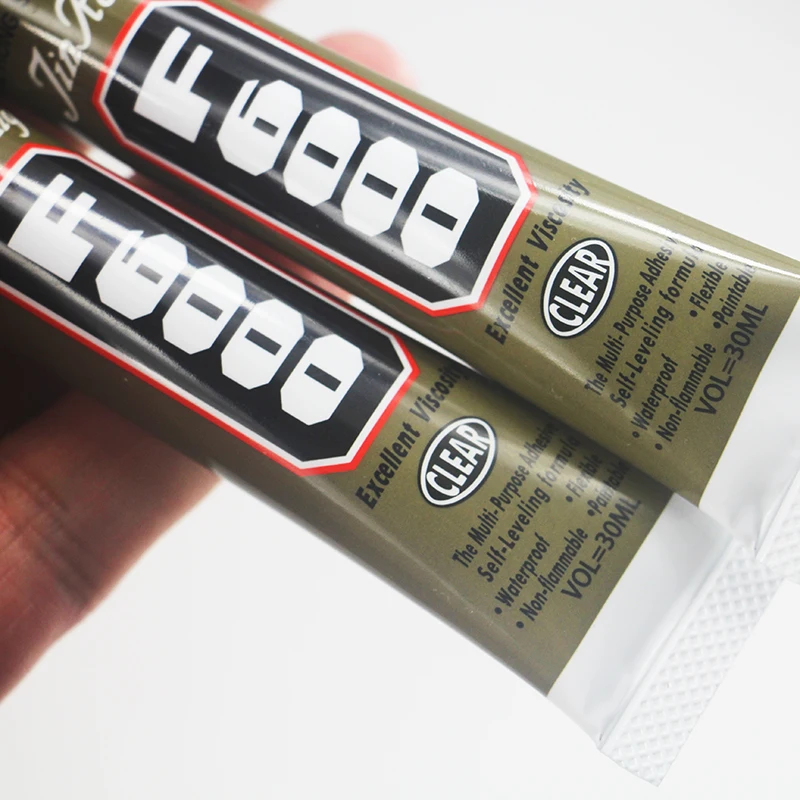 F6000
Excellent Viscosity
CLEAR
The Multi-Purpose Adhesiv
Self-Leveling formula
• Waterproof • Flexible
• Non-flammable • Paintable
VOL=30ML
F6000
Excellent Viscosity
CLEAR
The Multi-Purpose Adhesive
Self-Leveling formula
• Waterproof • Flexible
• Non-flammable • Paintable
VOL=30ML